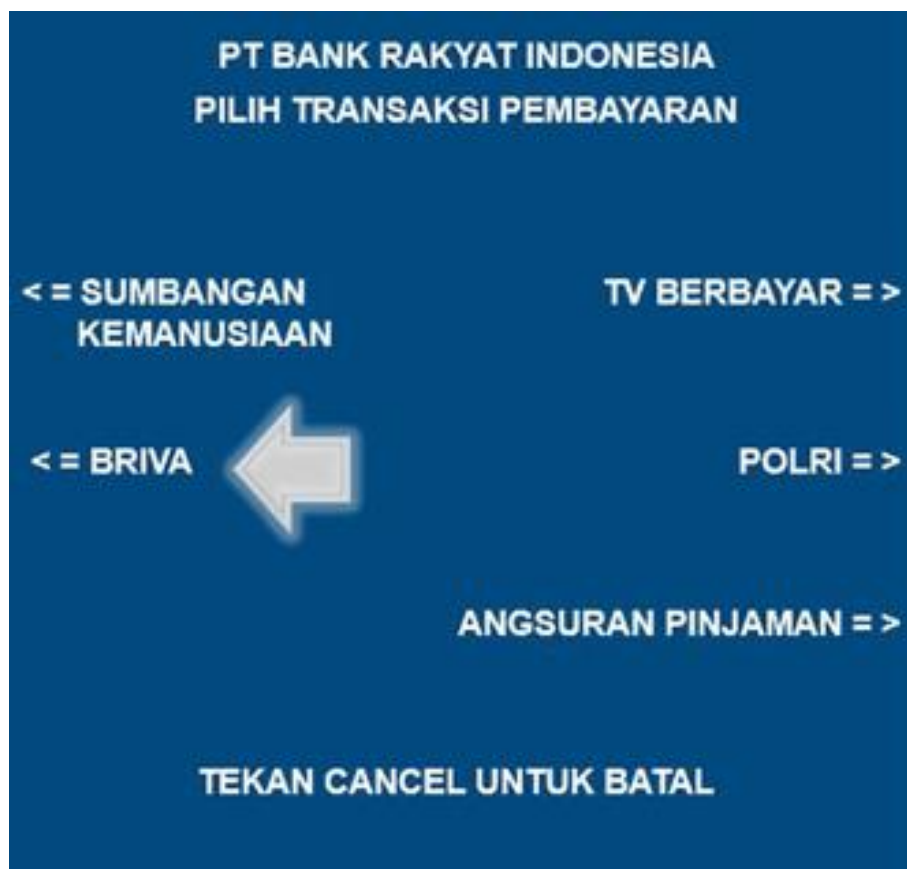 PT BANK RAKYAT INDONESIA
PILIH TRANSAKSI PEMBAYARAN
< = SUMBANGAN
KEMANUSIAAN
TV BERBAYAR = >
< = BRIVA
POLRI = >
ANGSURAN PINJAMAN = >
TEKAN CANCEL UNTUK BATAL